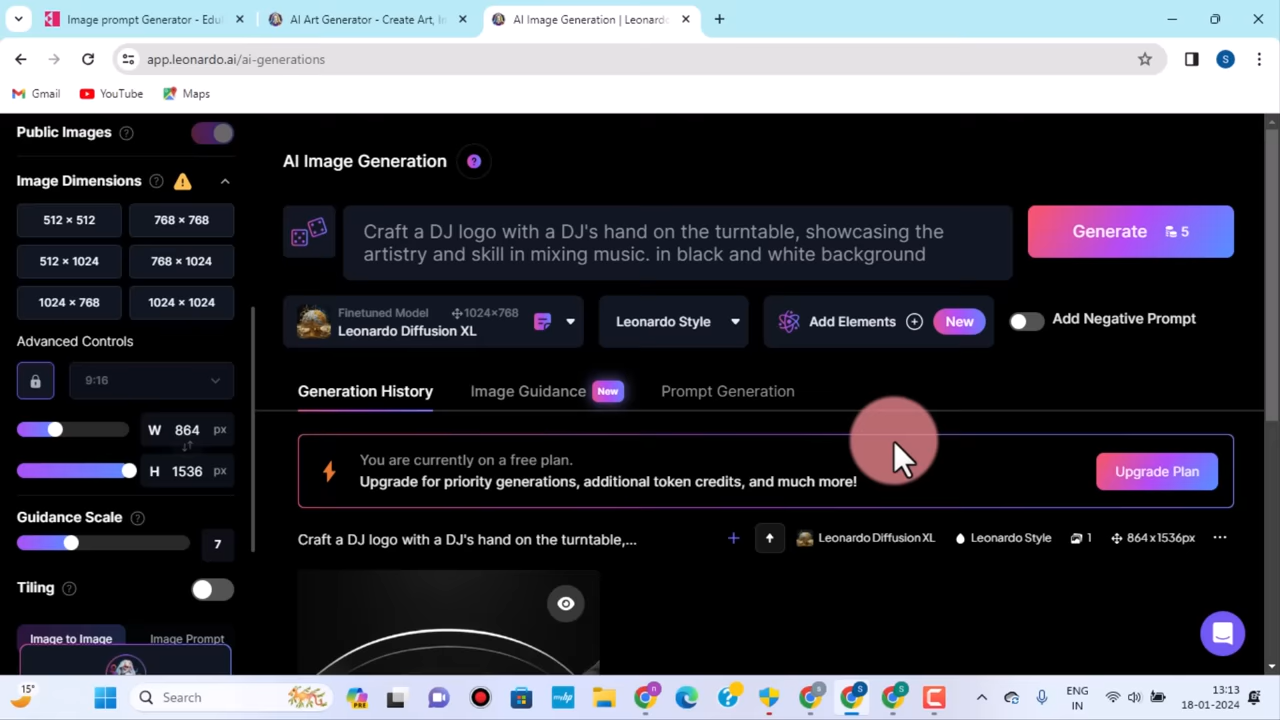 Image prompt Generator - Edu
AI Art Generator - Create Art, I
AI Image Generation | Leonardo
app.leonardo.ai/ai-generations
S
Gmail
YouTube
Maps
Public Images ?
Image Dimensions ?
512 × 512
768 × 768
512 × 1024
768 × 1024
1024 × 768
1024 × 1024
Advanced Controls
9:16
W 864 px
H 1536 px
Guidance Scale ?
7
Tiling ?
Image to Image
Image Prompt
AI Image Generation ?
Craft a DJ logo with a DJ's hand on the turntable, showcasing the
artistry and skill in mixing music. in black and white background
Generate 5
Finetuned Model 1024×768
Leonardo Diffusion XL
Leonardo Style
Add Elements New
Add Negative Prompt
Generation History
Image Guidance New
Prompt Generation
You are currently on a free plan.
Upgrade for priority generations, additional token credits, and much more!
Upgrade Plan
Craft a DJ logo with a DJ's hand on the turntable,...
Leonardo Diffusion XL
Leonardo Style
1
864x1536px
15°
Search
PRE
ENG
IN
13:13
18-01-2024